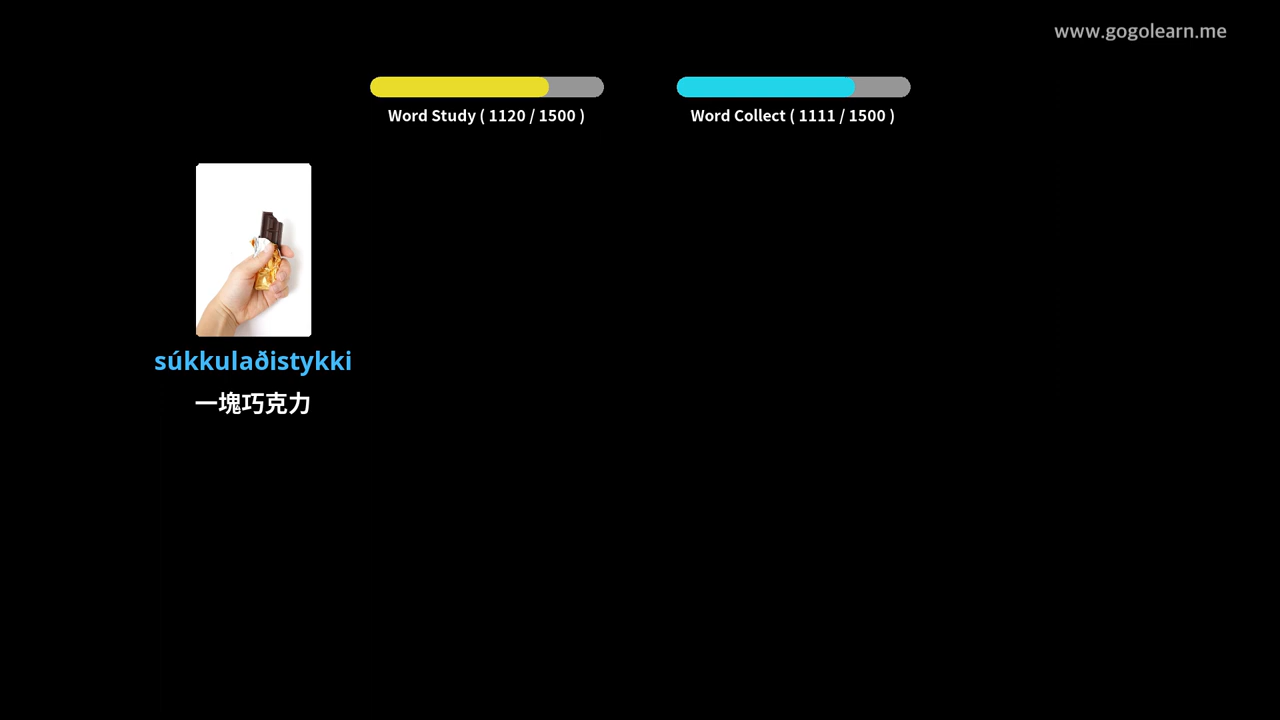 www.gogolearn.me
Word Study ( 1120 / 1500 )
Word Collect ( 1111 / 1500 )
súkkulaðistykki
一塊巧克力